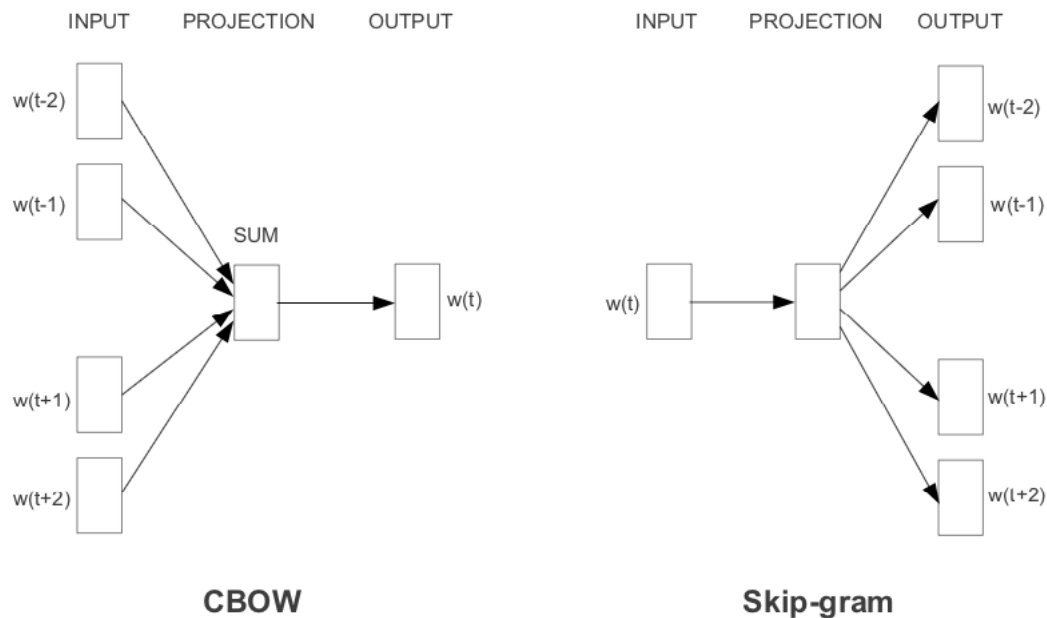 INPUT PROJECTION OUTPUT
w(t-2)
w(t-1)
SUM
w(t)
w(t+1)
w(t+2)
CBOW
INPUT PROJECTION OUTPUT
w(t-2)
w(t-1)
w(t)
w(t+1)
w(t+2)
Skip-gram